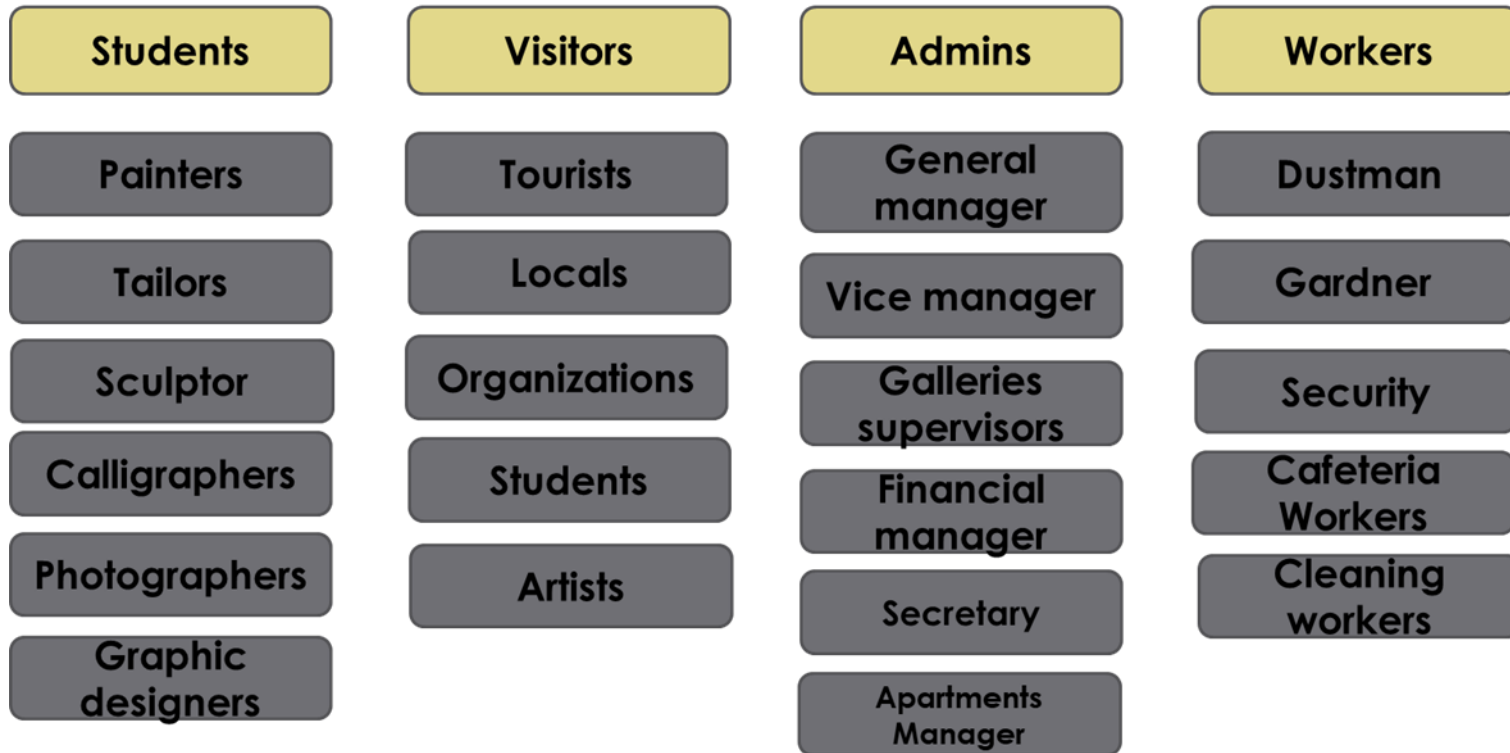 Students
Painters
Tailors
Sculptor
Calligraphers
Photographers
Graphic
designers
Visitors
Tourists
Locals
Organizations
Students
Artists
Admins
General
manager
Vice manager
Galleries
supervisors
Financial
manager
Secretary
Apartments
Manager
Workers
Dustman
Gardner
Security
Cafeteria
Workers
Cleaning
workers